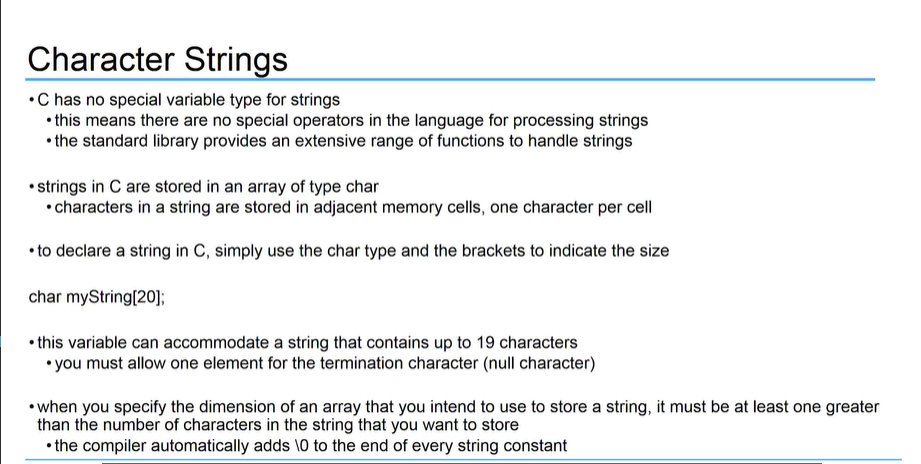 Character Strings
•C has no special variable type for strings
•this means there are no special operators in the language for processing strings
•the standard library provides an extensive range of functions to handle strings
•strings in C are stored in an array of type char
•characters in a string are stored in adjacent memory cells, one character per cell
•to declare a string in C, simply use the char type and the brackets to indicate the size
char myString[20];
•this variable can accommodate a string that contains up to 19 characters
•you must allow one element for the termination character (null character)
•when you specify the dimension of an array that you intend to use to store a string, it must be at least one greater
than the number of characters in the string that you want to store
•the compiler automatically adds \0 to the end of every string constant